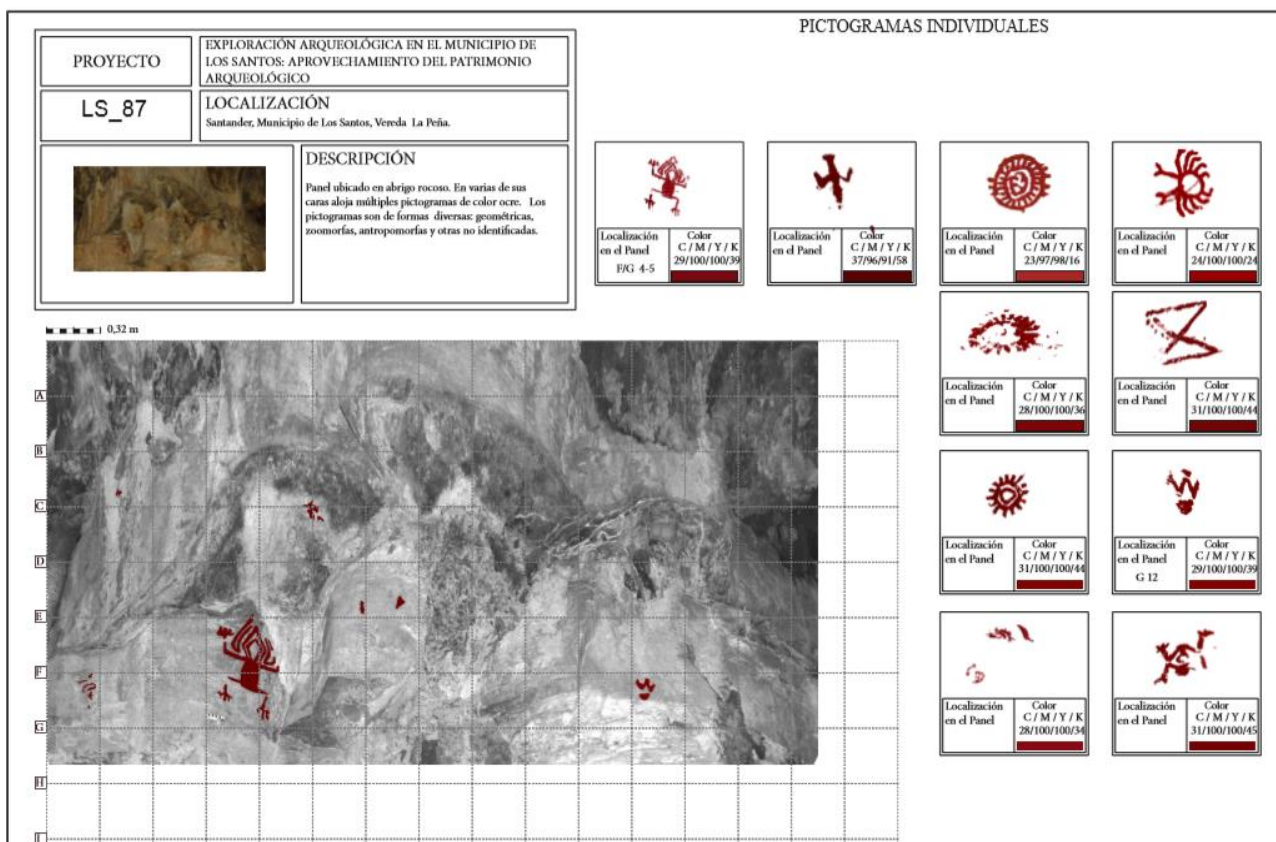 PICTOGRAMAS INDIVIDUALES
PROYECTO
EXPLORACIÓN ARQUEOLÓGICA EN EL MUNICIPIO DE
LOS SANTOS: APROVECHAMIENTO DEL PATRIMONIO
ARQUEOLÓGICO
LS_87
LOCALIZACIÓN
Santander, Municipio de Los Santos, Vereda La Peña.
DESCRIPCIÓN
Panel ubicado en abrigo rocoso. En varias de sus
caras aloja múltiples pictogramas de color ocre. Los
pictogramas son de formas diversas: geométricas,
zoomorfas, antropomorfas y otras no identificadas.
Localización
en el Panel
F/G 4-5
Color
C / M / Y / K
29/100/100/39
Localización
en el Panel
Color
C / M / Y / K
37/96/91/58
Localización
en el Panel
Color
C / M / Y / K
23/97/98/16
Localización
en el Panel
Color
C / M / Y / K
24/100/100/24
Localización
en el Panel
Color
C / M / Y / K
28/100/100/36
Localización
en el Panel
Color
C / M / Y / K
31/100/100/44
Localización
en el Panel
Color
C / M / Y / K
31/100/100/44
Localización
en el Panel
G 12
Color
C / M / Y / K
29/100/100/39
Localización
en el Panel
Color
C / M / Y / K
28/100/100/34
Localización
en el Panel
Color
C / M / Y / K
31/100/100/45
0,32 m
A
B
C
D
E
F
G
H
I